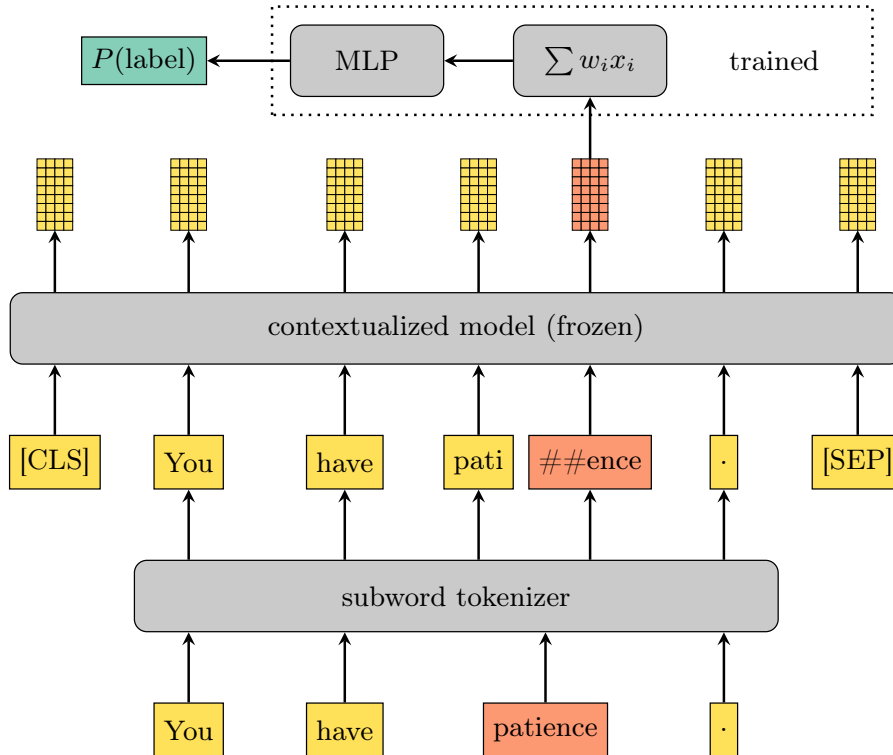 P(label)
MLP
∑ w_i x_i
trained
contextualized model (frozen)
[CLS] You have pati ##ence . [SEP]
subword tokenizer
You have patience .